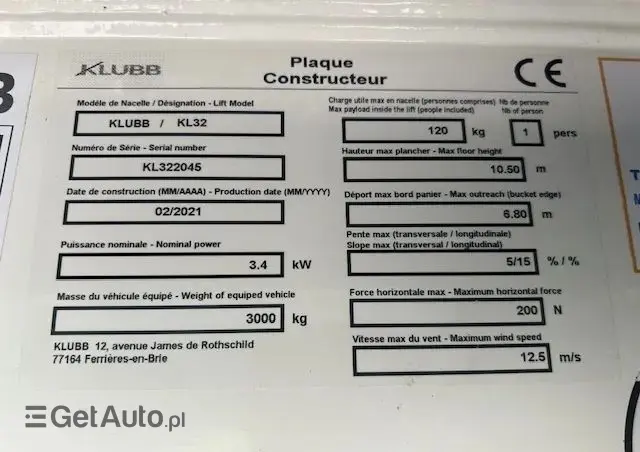 KLUBB
Plaque
Constructeur
CE
B
Modèle de Nacelle / Désignation - Lift Model
KLUBB / KL32
Numéro de Série - Serial number
KL322045
Date de construction (MM/AAAA) - Production date (MM/YYYY)
02/2021
Puissance nominale - Nominal power
3.4 kW
Masse du véhicule équipé - Weight of equiped vehicle
3000 kg
KLUBB 12, avenue James de Rothschild
77164 Ferrières-en-Brie
Charge utile max en nacelle (personnes comprises) Nb de personne
Max payload inside the lift (people included) Nb of person
120 kg 1 pers
Hauteur max plancher - Max floor height
10.50 m
Déport max bord panier - Max outreach (bucket edge)
6.80 m
Pente max (transversale / longitudinale)
Slope max (transversal / longitudinal)
5/15 % / %
Force horizontale max - Maximum horizontal force
200 N
Vitesse max du vent - Maximum wind speed
12.5 m/s
GetAuto.pl